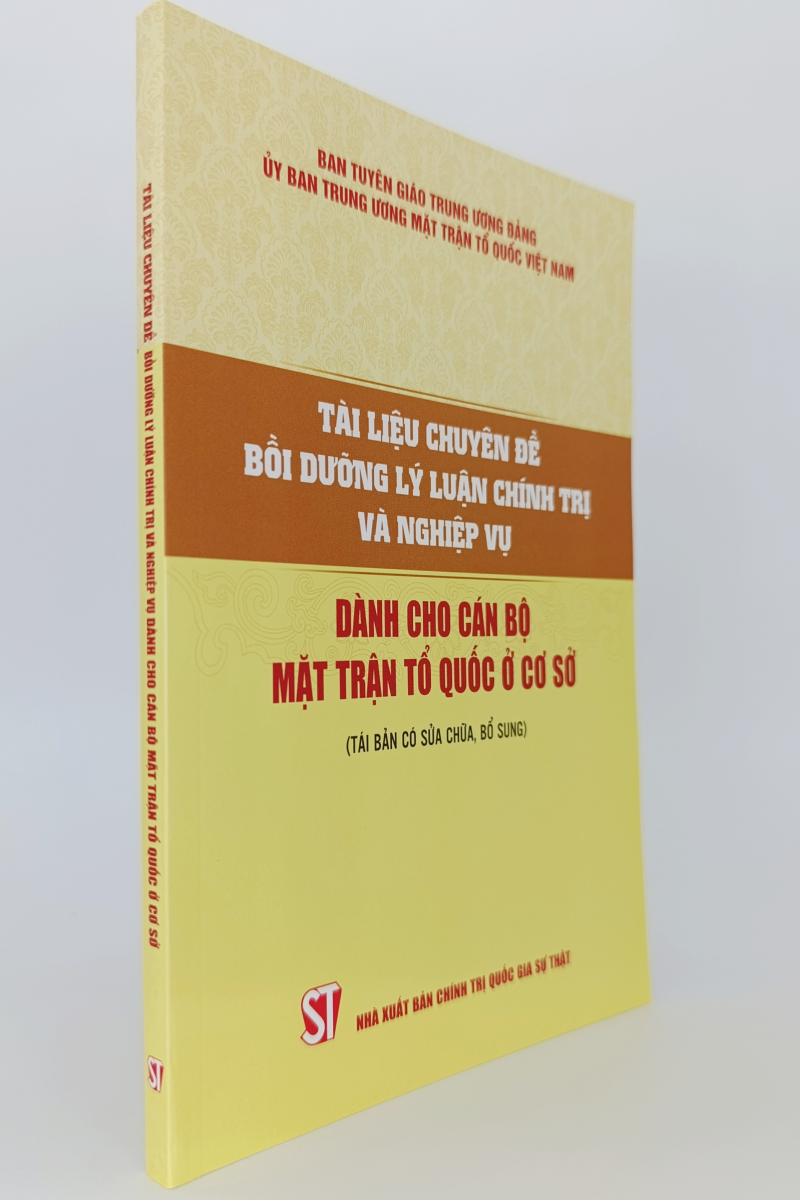 BAN TUYÊN GIÁO TRUNG ƯƠNG ĐẢNG
ỦY BAN TRUNG ƯƠNG MẶT TRẬN TỔ QUỐC VIỆT NAM
TÀI LIỆU CHUYÊN ĐỀ
BỒI DƯỠNG LÝ LUẬN CHÍNH TRỊ
VÀ NGHIỆP VỤ
DÀNH CHO CÁN BỘ
MẶT TRẬN TỔ QUỐC Ở CƠ SỞ
(TÁI BẢN CÓ SỬA CHỮA, BỔ SUNG)
ST NHÀ XUẤT BẢN CHÍNH TRỊ QUỐC GIA SỰ THẬT
TÀI LIỆU CHUYÊN ĐỀ BỒI DƯỠNG LÝ LUẬN CHÍNH TRỊ VÀ NGHIỆP VỤ DÀNH CHO CÁN BỘ MẶT TRẬN TỔ QUỐC Ở CƠ SỞ
ST